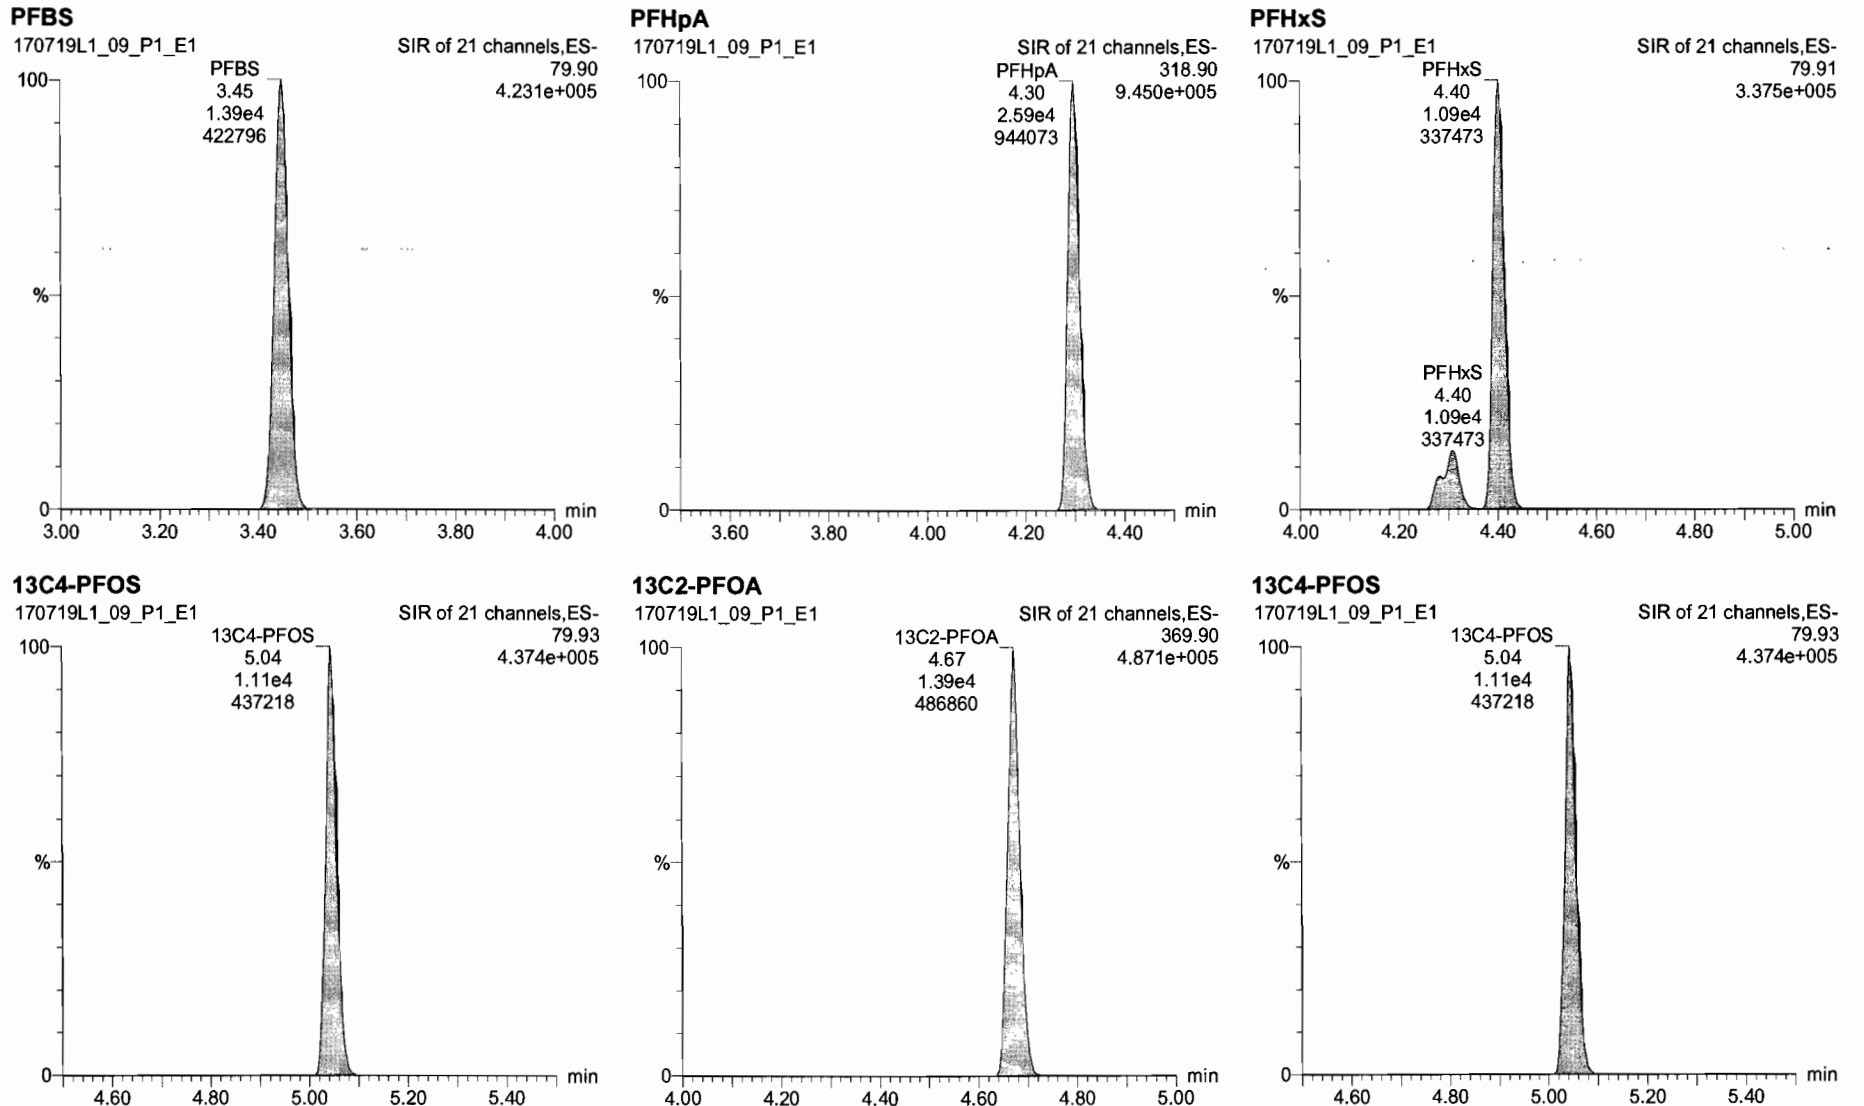 PFBS
170719L1_09_P1_E1
SIR of 21 channels,ES-
79.90
4.231e+005
PFBS
3.45
1.39e4
422796
100
%
0
3.00 3.20 3.40 3.60 3.80 4.00
min
PFHpA
170719L1_09_P1_E1
SIR of 21 channels,ES-
318.90
9.450e+005
PFHpA
4.30
2.59e4
944073
100
%
0
3.60 3.80 4.00 4.20 4.40
min
PFHxS
170719L1_09_P1_E1
SIR of 21 channels,ES-
79.91
3.375e+005
PFHxS
4.40
1.09e4
337473
PFHxS
4.40
1.09e4
337473
100
%
0
4.00 4.20 4.40 4.60 4.80 5.00
min
13C4-PFOS
170719L1_09_P1_E1
SIR of 21 channels,ES-
79.93
4.374e+005
13C4-PFOS
5.04
1.11e4
437218
100
%
0
4.60 4.80 5.00 5.20 5.40
min
13C2-PFOA
170719L1_09_P1_E1
SIR of 21 channels,ES-
369.90
4.871e+005
13C2-PFOA
4.67
1.39e4
486860
100
%
0
4.00 4.20 4.40 4.60 4.80 5.00
min
13C4-PFOS
170719L1_09_P1_E1
SIR of 21 channels,ES-
79.93
4.374e+005
13C4-PFOS
5.04
1.11e4
437218
100
%
0
4.60 4.80 5.00 5.20 5.40
min